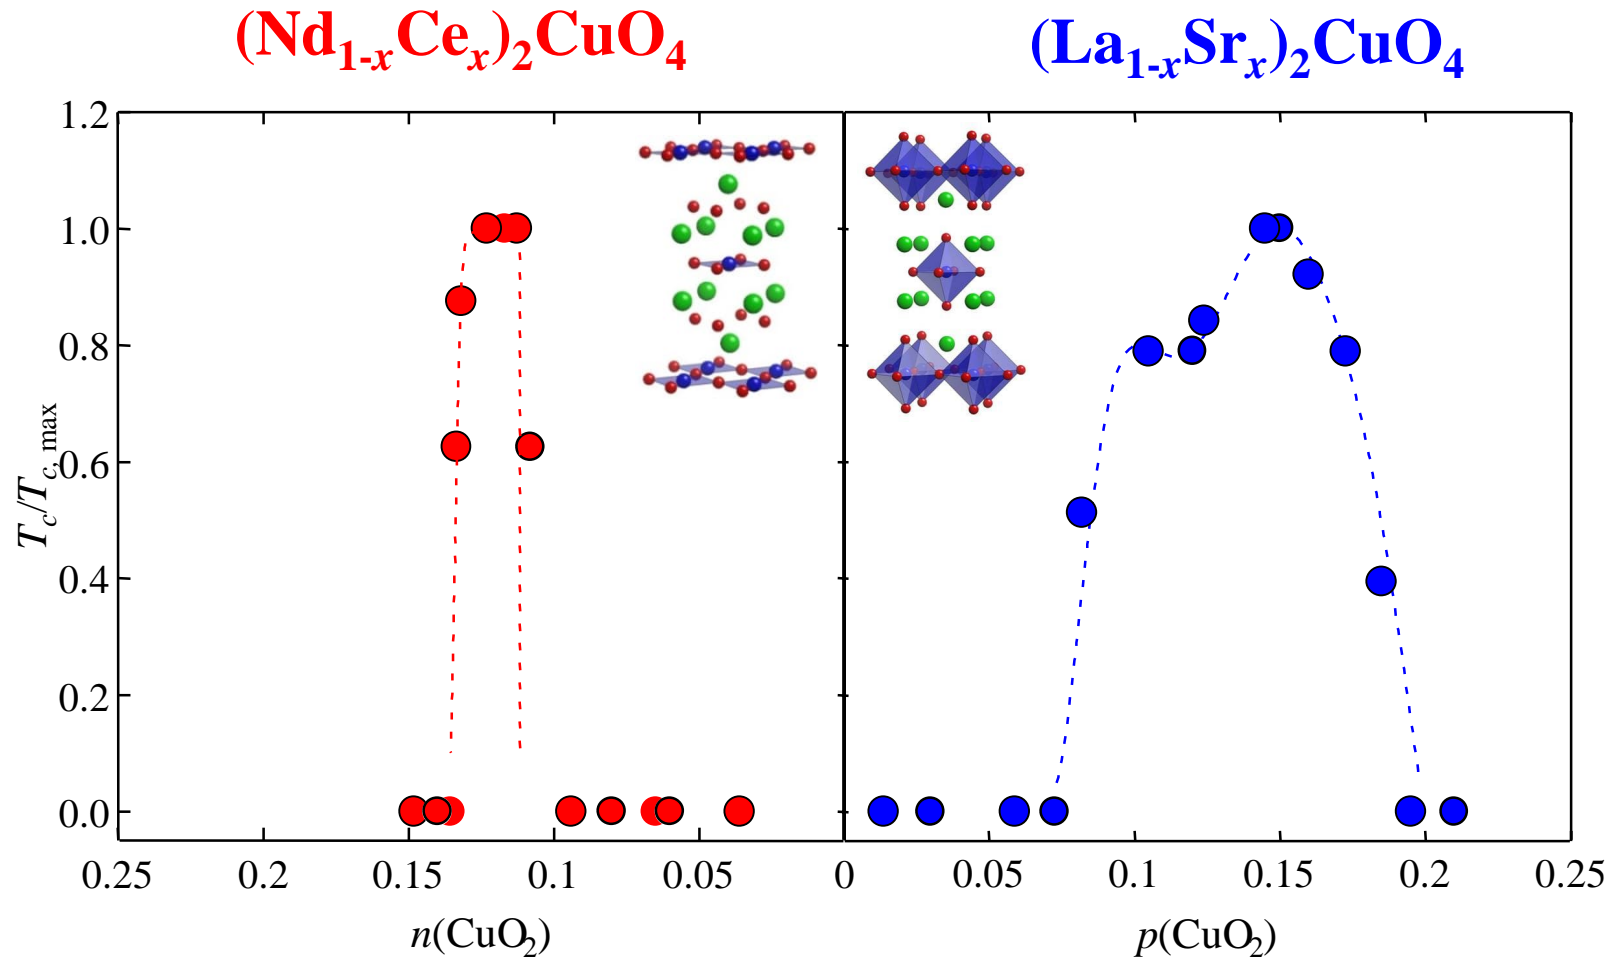 (Nd₁₋ₓCeₓ)₂CuO₄
(La₁₋ₓSrₓ)₂CuO₄
1.2
1.0
0.8
0.6
0.4
0.2
0.0
T_c/T_c, max
0.25 0.2 0.15 0.1 0.05 0 0.05 0.1 0.15 0.2 0.25
n(CuO₂)
p(CuO₂)